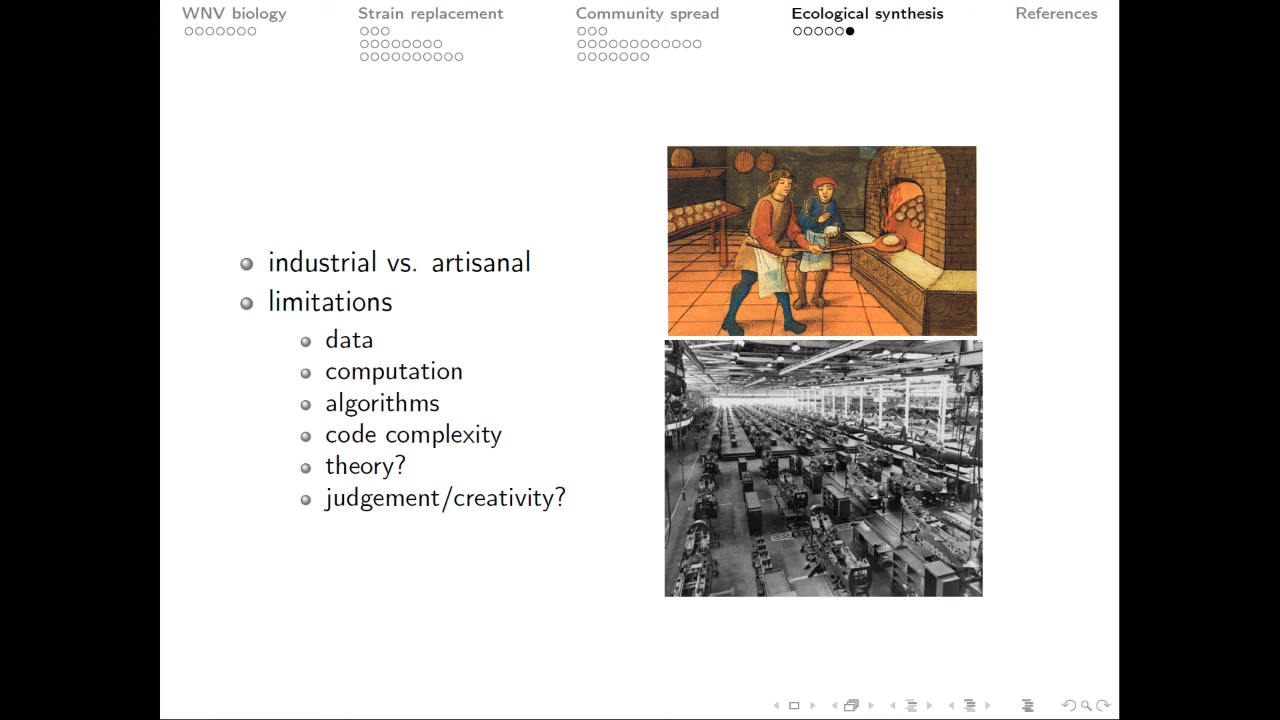 WNV biology Strain replacement Community spread Ecological synthesis References
industrial vs. artisanal
limitations
data
computation
algorithms
code complexity
theory?
judgement/creativity?